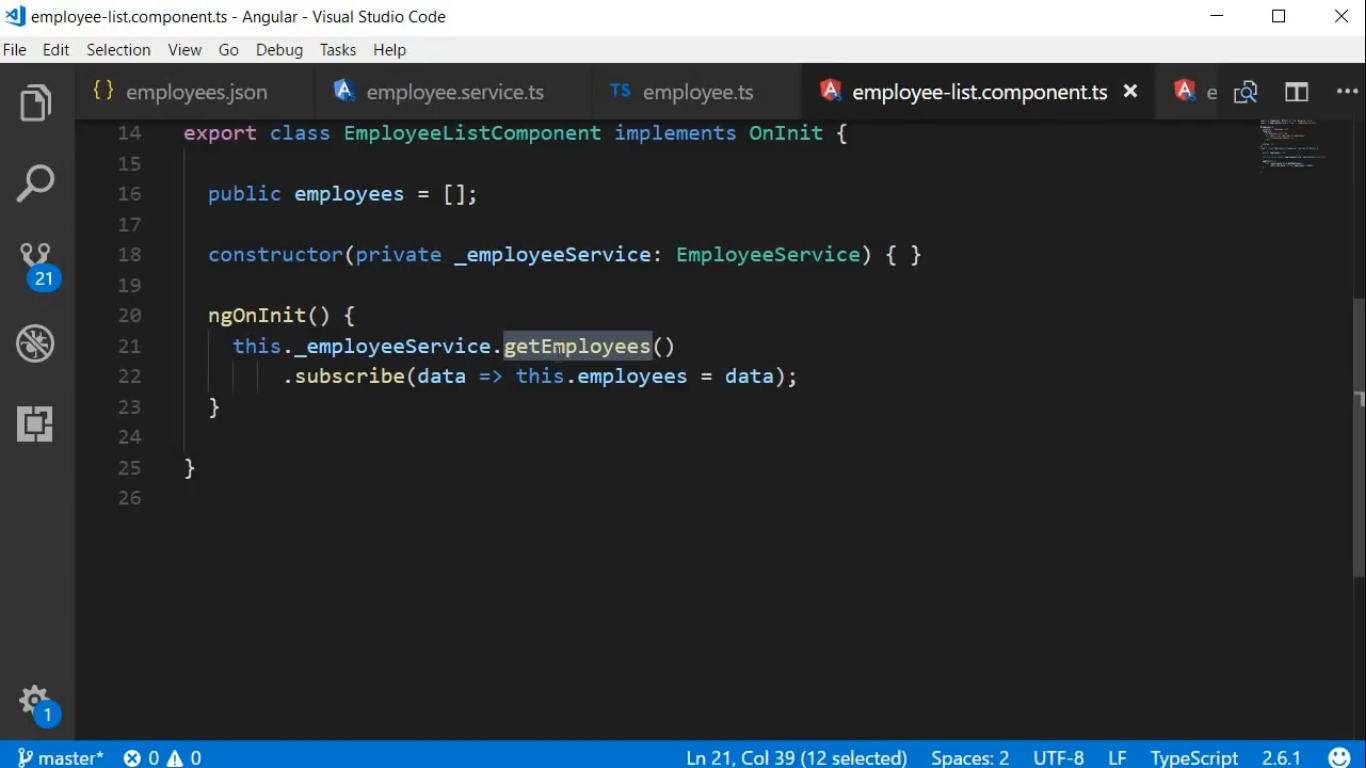 employee-list.component.ts - Angular - Visual Studio Code
File Edit Selection View Go Debug Tasks Help
{} employees.json employee.service.ts TS employee.ts employee-list.component.ts e
14 export class EmployeeListComponent implements OnInit {
15
16 public employees = [];
17
18 constructor(private _employeeService: EmployeeService) { }
19
20 ngOnInit() {
21 this._employeeService.getEmployees()
22 .subscribe(data => this.employees = data);
23 }
24
25 }
26
21
1
master* 0 0 Ln 21, Col 39 (12 selected) Spaces: 2 UTF-8 LF TypeScript 2.6.1